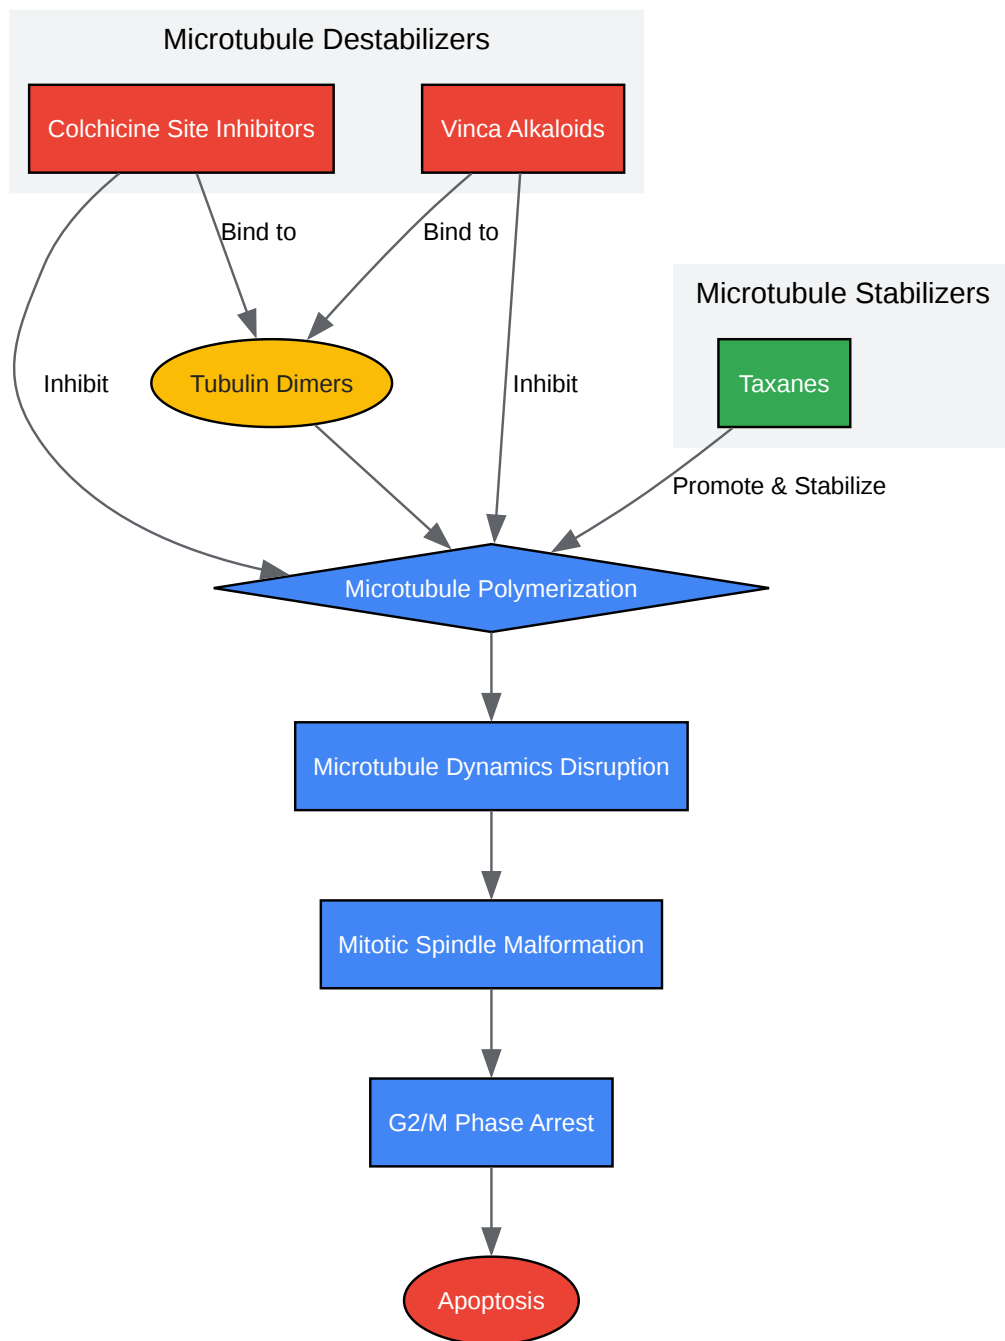 Microtubule Destabilizers
Colchicine Site Inhibitors
Vinca Alkaloids
Bind to
Bind to
Microtubule Stabilizers
Inhibit
Tubulin Dimers
Inhibit
Taxanes
Promote & Stabilize
Microtubule Polymerization
Microtubule Dynamics Disruption
Mitotic Spindle Malformation
G2/M Phase Arrest
Apoptosis